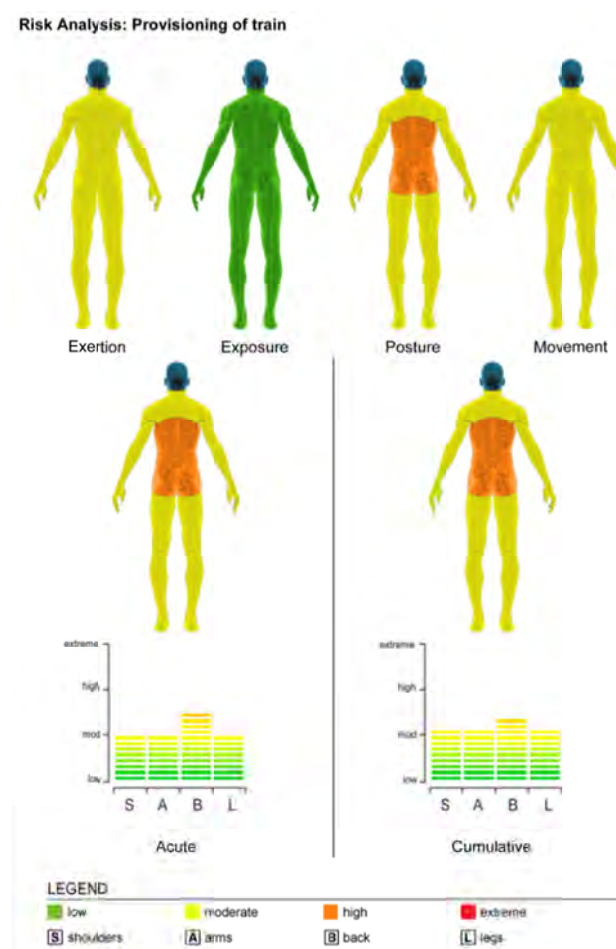 Risk Analysis: Provisioning of train
Exertion Exposure Posture Movement
extreme
high
mod
low
S A B L
Acute
extreme
high
mod
low
S A B L
Cumulative
LEGEND
low moderate high extreme
S shoulders A arms B back L legs